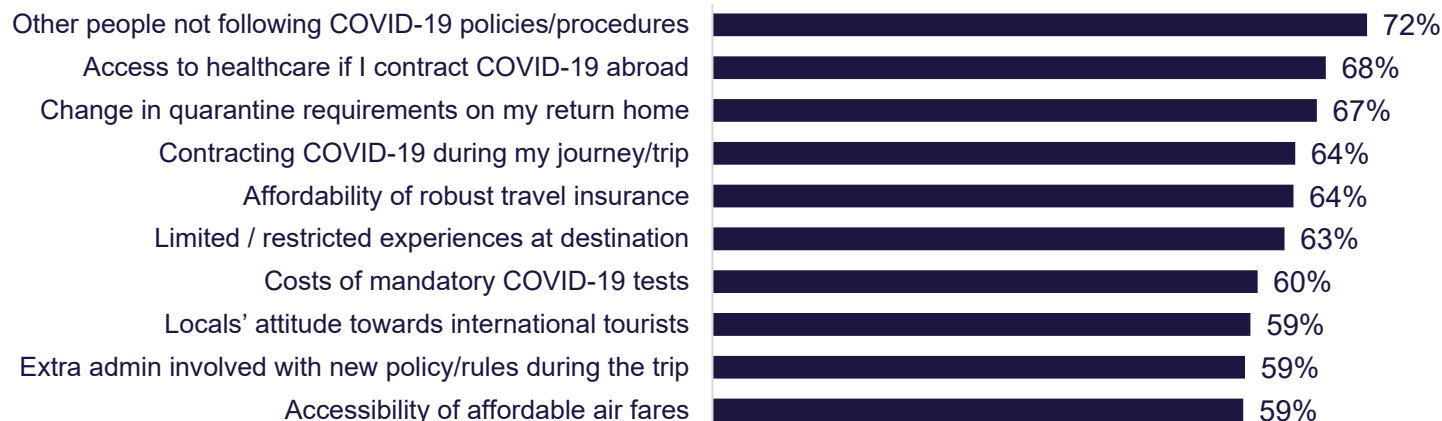 Other people not following COVID-19 policies/procedures 72%
Access to healthcare if I contract COVID-19 abroad 68%
Change in quarantine requirements on my return home 67%
Contracting COVID-19 during my journey/trip 64%
Affordability of robust travel insurance 64%
Limited / restricted experiences at destination 63%
Costs of mandatory COVID-19 tests 60%
Locals’ attitude towards international tourists 59%
Extra admin involved with new policy/rules during the trip 59%
Accessibility of affordable air fares 59%